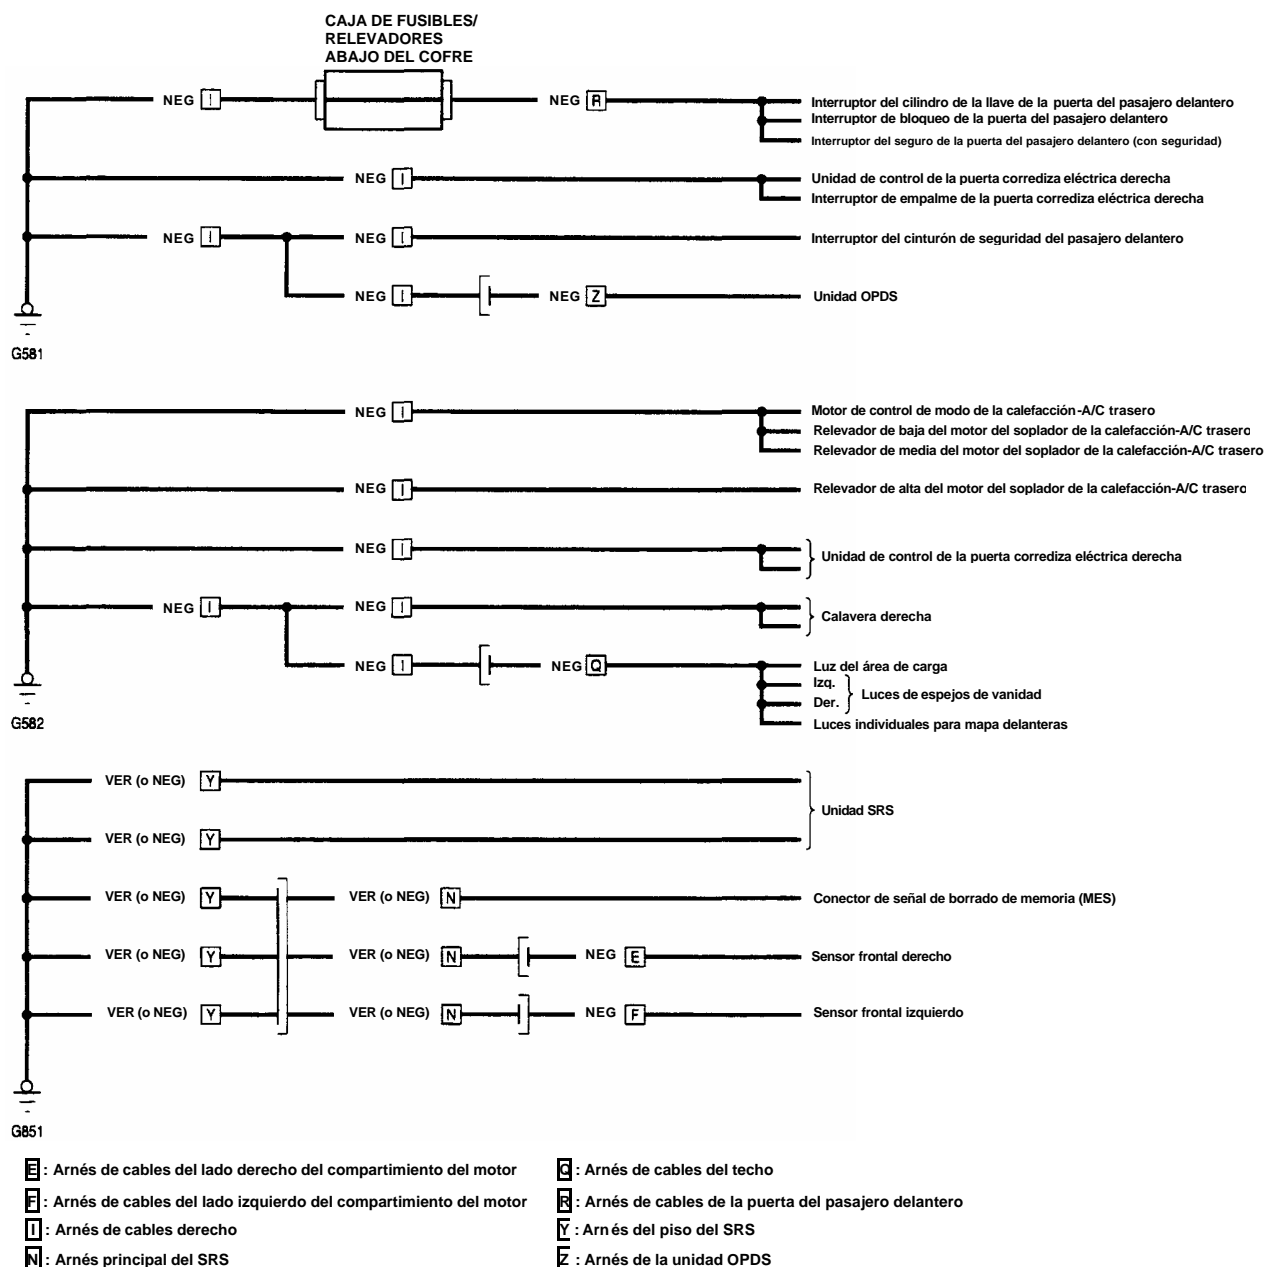 CAJA DE FUSIBLES/
RELEVADORES
ABAJO DEL COFRE
NEG I NEG R Interruptor del cilindro de la llave de la puerta del pasajero delantero
Interruptor de bloqueo de la puerta del pasajero delantero
Interruptor del seguro de la puerta del pasajero delantero (con seguridad)
NEG I Unidad de control de la puerta corrediza eléctrica derecha
Interruptor de empalme de la puerta corrediza eléctrica derecha
NEG I NEG I Interruptor del cinturón de seguridad del pasajero delantero
NEG I NEG Z Unidad OPDS
G581
NEG I Motor de control de modo de la calefacción-A/C trasero
Relevador de baja del motor del soplador de la calefacción-A/C trasero
Relevador de media del motor del soplador de la calefacción-A/C trasero
NEG I Relevador de alta del motor del soplador de la calefacción-A/C trasero
NEG I Unidad de control de la puerta corrediza eléctrica derecha
NEG I NEG I Calavera derecha
NEG I NEG Q Luz del área de carga
Izq.
Luces de espejos de vanidad
Der.
Luces individuales para mapa delanteras
G582
VER (o NEG) Y
Unidad SRS
VER (o NEG) Y
VER (o NEG) Y VER (o NEG) N Conector de señal de borrado de memoria (MES)
VER (o NEG) Y VER (o NEG) N NEG E Sensor frontal derecho
VER (o NEG) Y VER (o NEG) N NEG F Sensor frontal izquierdo
G851
E : Arnés de cables del lado derecho del compartimiento del motor
F : Arnés de cables del lado izquierdo del compartimiento del motor
I : Arnés de cables derecho
N : Arnés principal del SRS
Q : Arnés de cables del techo
R : Arnés de cables de la puerta del pasajero delantero
Y : Arnés del piso del SRS
Z : Arnés de la unidad OPDS